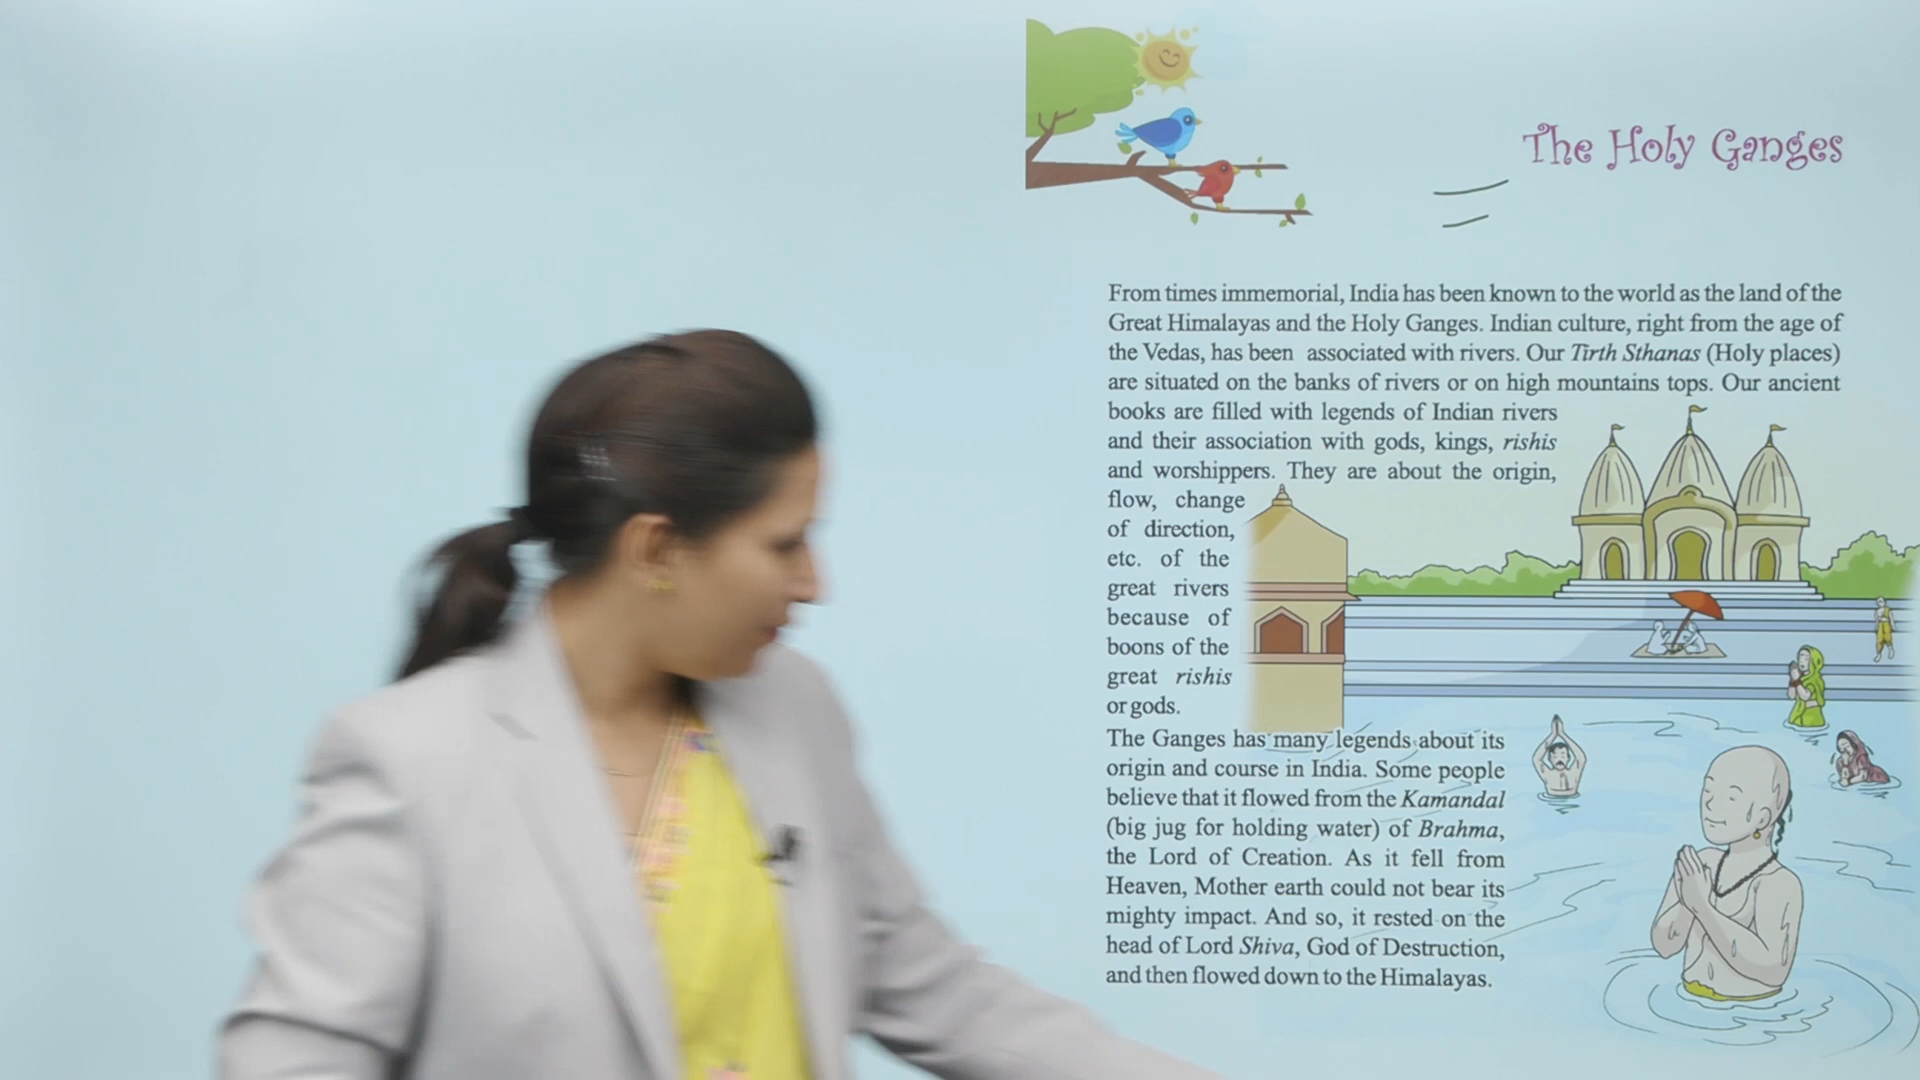 The Holy Ganges
From times immemorial, India has been known to the world as the land of the
Great Himalayas and the Holy Ganges. Indian culture, right from the age of
the Vedas, has been associated with rivers. Our Tirth Sthanas (Holy places)
are situated on the banks of rivers or on high mountains tops. Our ancient
books are filled with legends of Indian rivers
and their association with gods, kings, rishis
and worshippers. They are about the origin,
flow, change
of direction,
etc. of the
great rivers
because of
boons of the
great rishis
or gods.
The Ganges has many legends about its
origin and course in India. Some people
believe that it flowed from the Kamandal
(big jug for holding water) of Brahma,
the Lord of Creation. As it fell from
Heaven, Mother earth could not bear its
mighty impact. And so, it rested on the
head of Lord Shiva, God of Destruction,
and then flowed down to the Himalayas.